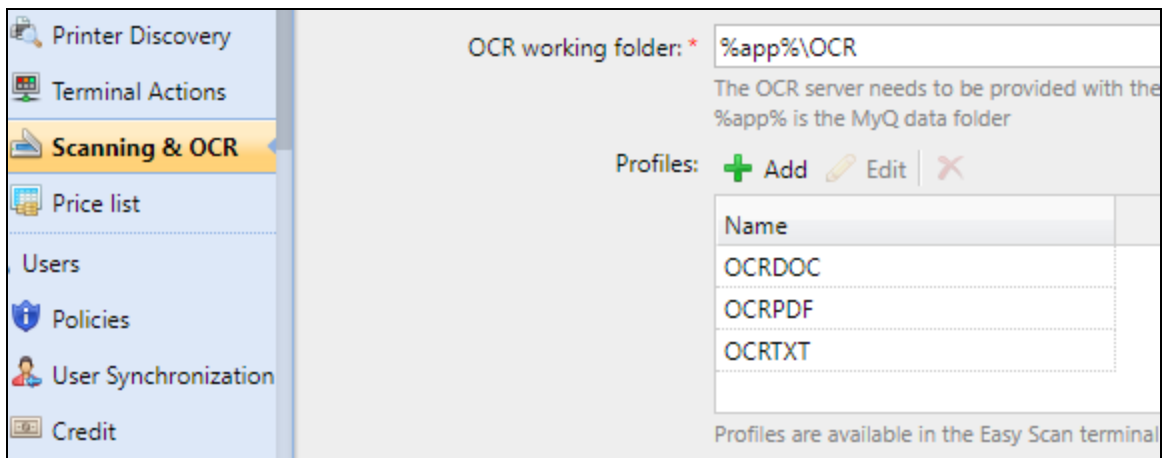 Printer Discovery
Terminal Actions
Scanning & OCR
Price list
Users
Policies
User Synchronization
Credit
OCR working folder: * %app%\OCR
The OCR server needs to be provided with the
%app% is the MyQ data folder
Profiles: Add Edit
Name
OCRDOC
OCRPDF
OCRTXT
Profiles are available in the Easy Scan terminal